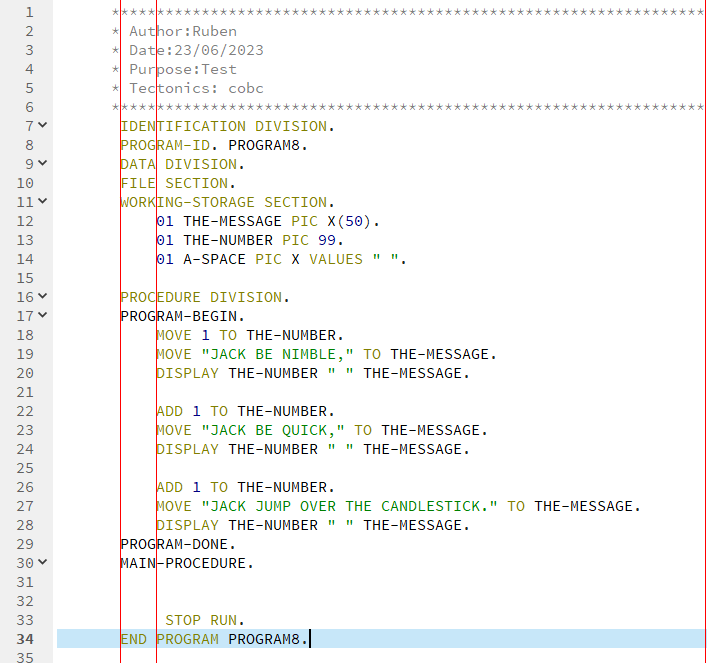 1 ******************************************************************
2 * Author:Ruben
3 * Date:23/06/2023
4 * Purpose:Test
5 * Tectonics: cobc
6 ******************************************************************
7 IDENTIFICATION DIVISION.
8 PROGRAM-ID. PROGRAM8.
9 DATA DIVISION.
10 FILE SECTION.
11 WORKING-STORAGE SECTION.
12 01 THE-MESSAGE PIC X(50).
13 01 THE-NUMBER PIC 99.
14 01 A-SPACE PIC X VALUES " ".
15
16 PROCEDURE DIVISION.
17 PROGRAM-BEGIN.
18 MOVE 1 TO THE-NUMBER.
19 MOVE "JACK BE NIMBLE," TO THE-MESSAGE.
20 DISPLAY THE-NUMBER " " THE-MESSAGE.
21
22 ADD 1 TO THE-NUMBER.
23 MOVE "JACK BE QUICK," TO THE-MESSAGE.
24 DISPLAY THE-NUMBER " " THE-MESSAGE.
25
26 ADD 1 TO THE-NUMBER.
27 MOVE "JACK JUMP OVER THE CANDLESTICK." TO THE-MESSAGE.
28 DISPLAY THE-NUMBER " " THE-MESSAGE.
29 PROGRAM-DONE.
30 MAIN-PROCEDURE.
31
32
33 STOP RUN.
34 END PROGRAM PROGRAM8.
35